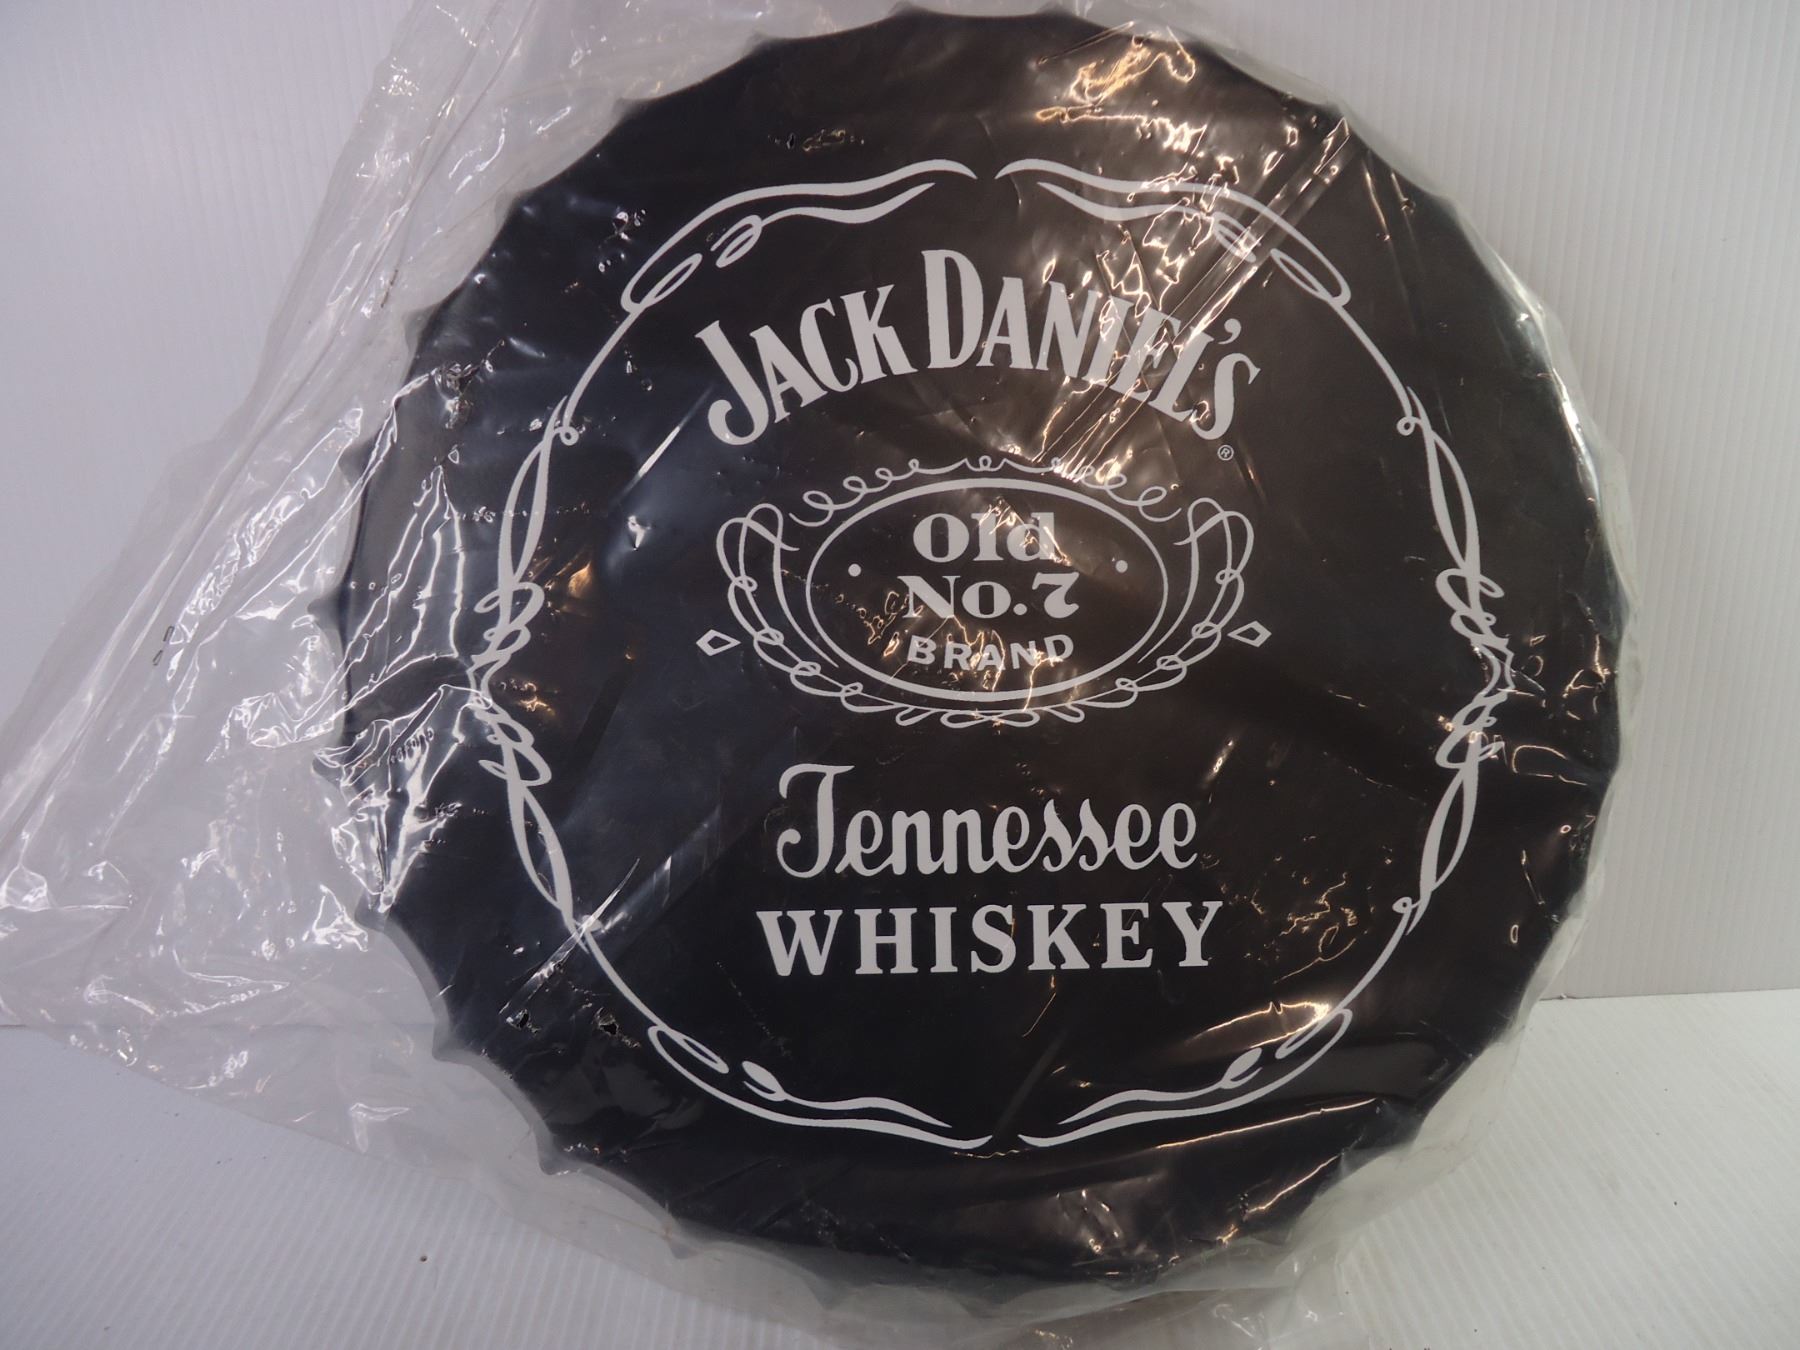 JACK DANIEL'S
®
Old
No. 7
BRAND
Tennessee
WHISKEY